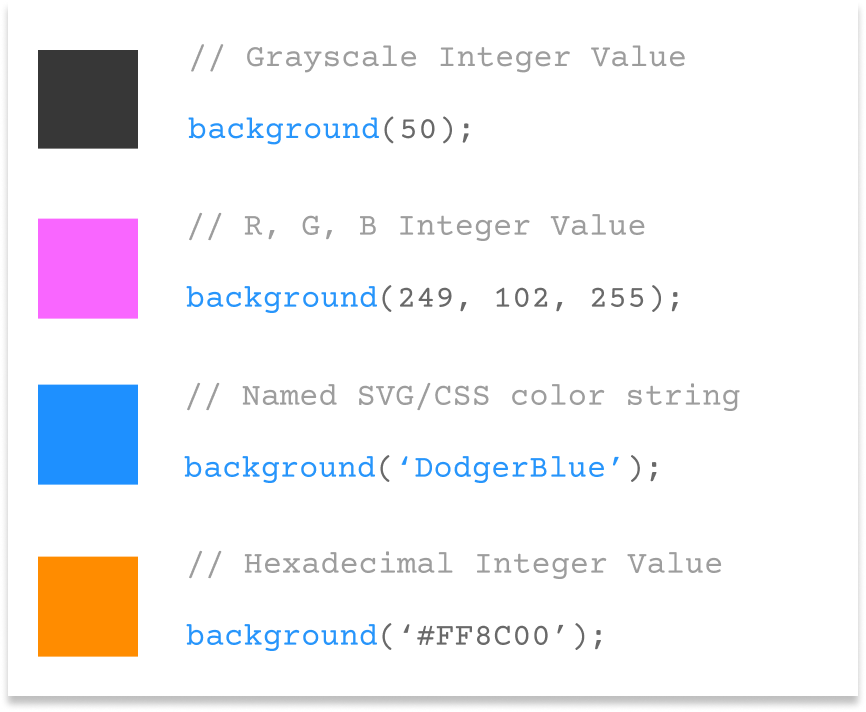 // Grayscale Integer Value
background(50);
// R, G, B Integer Value
background(249, 102, 255);
// Named SVG/CSS color string
background(‘DodgerBlue’);
// Hexadecimal Integer Value
background(‘#FF8C00’);